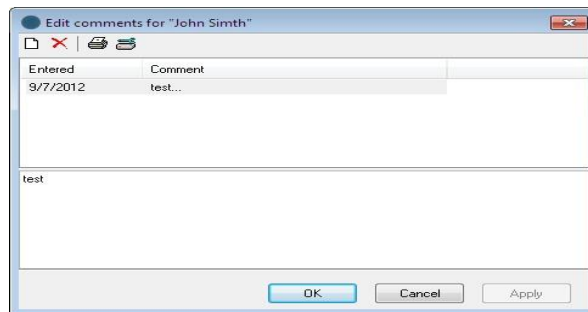 Edit comments for "John Simth"
Entered Comment
9/7/2012 test...
test
OK Cancel Apply